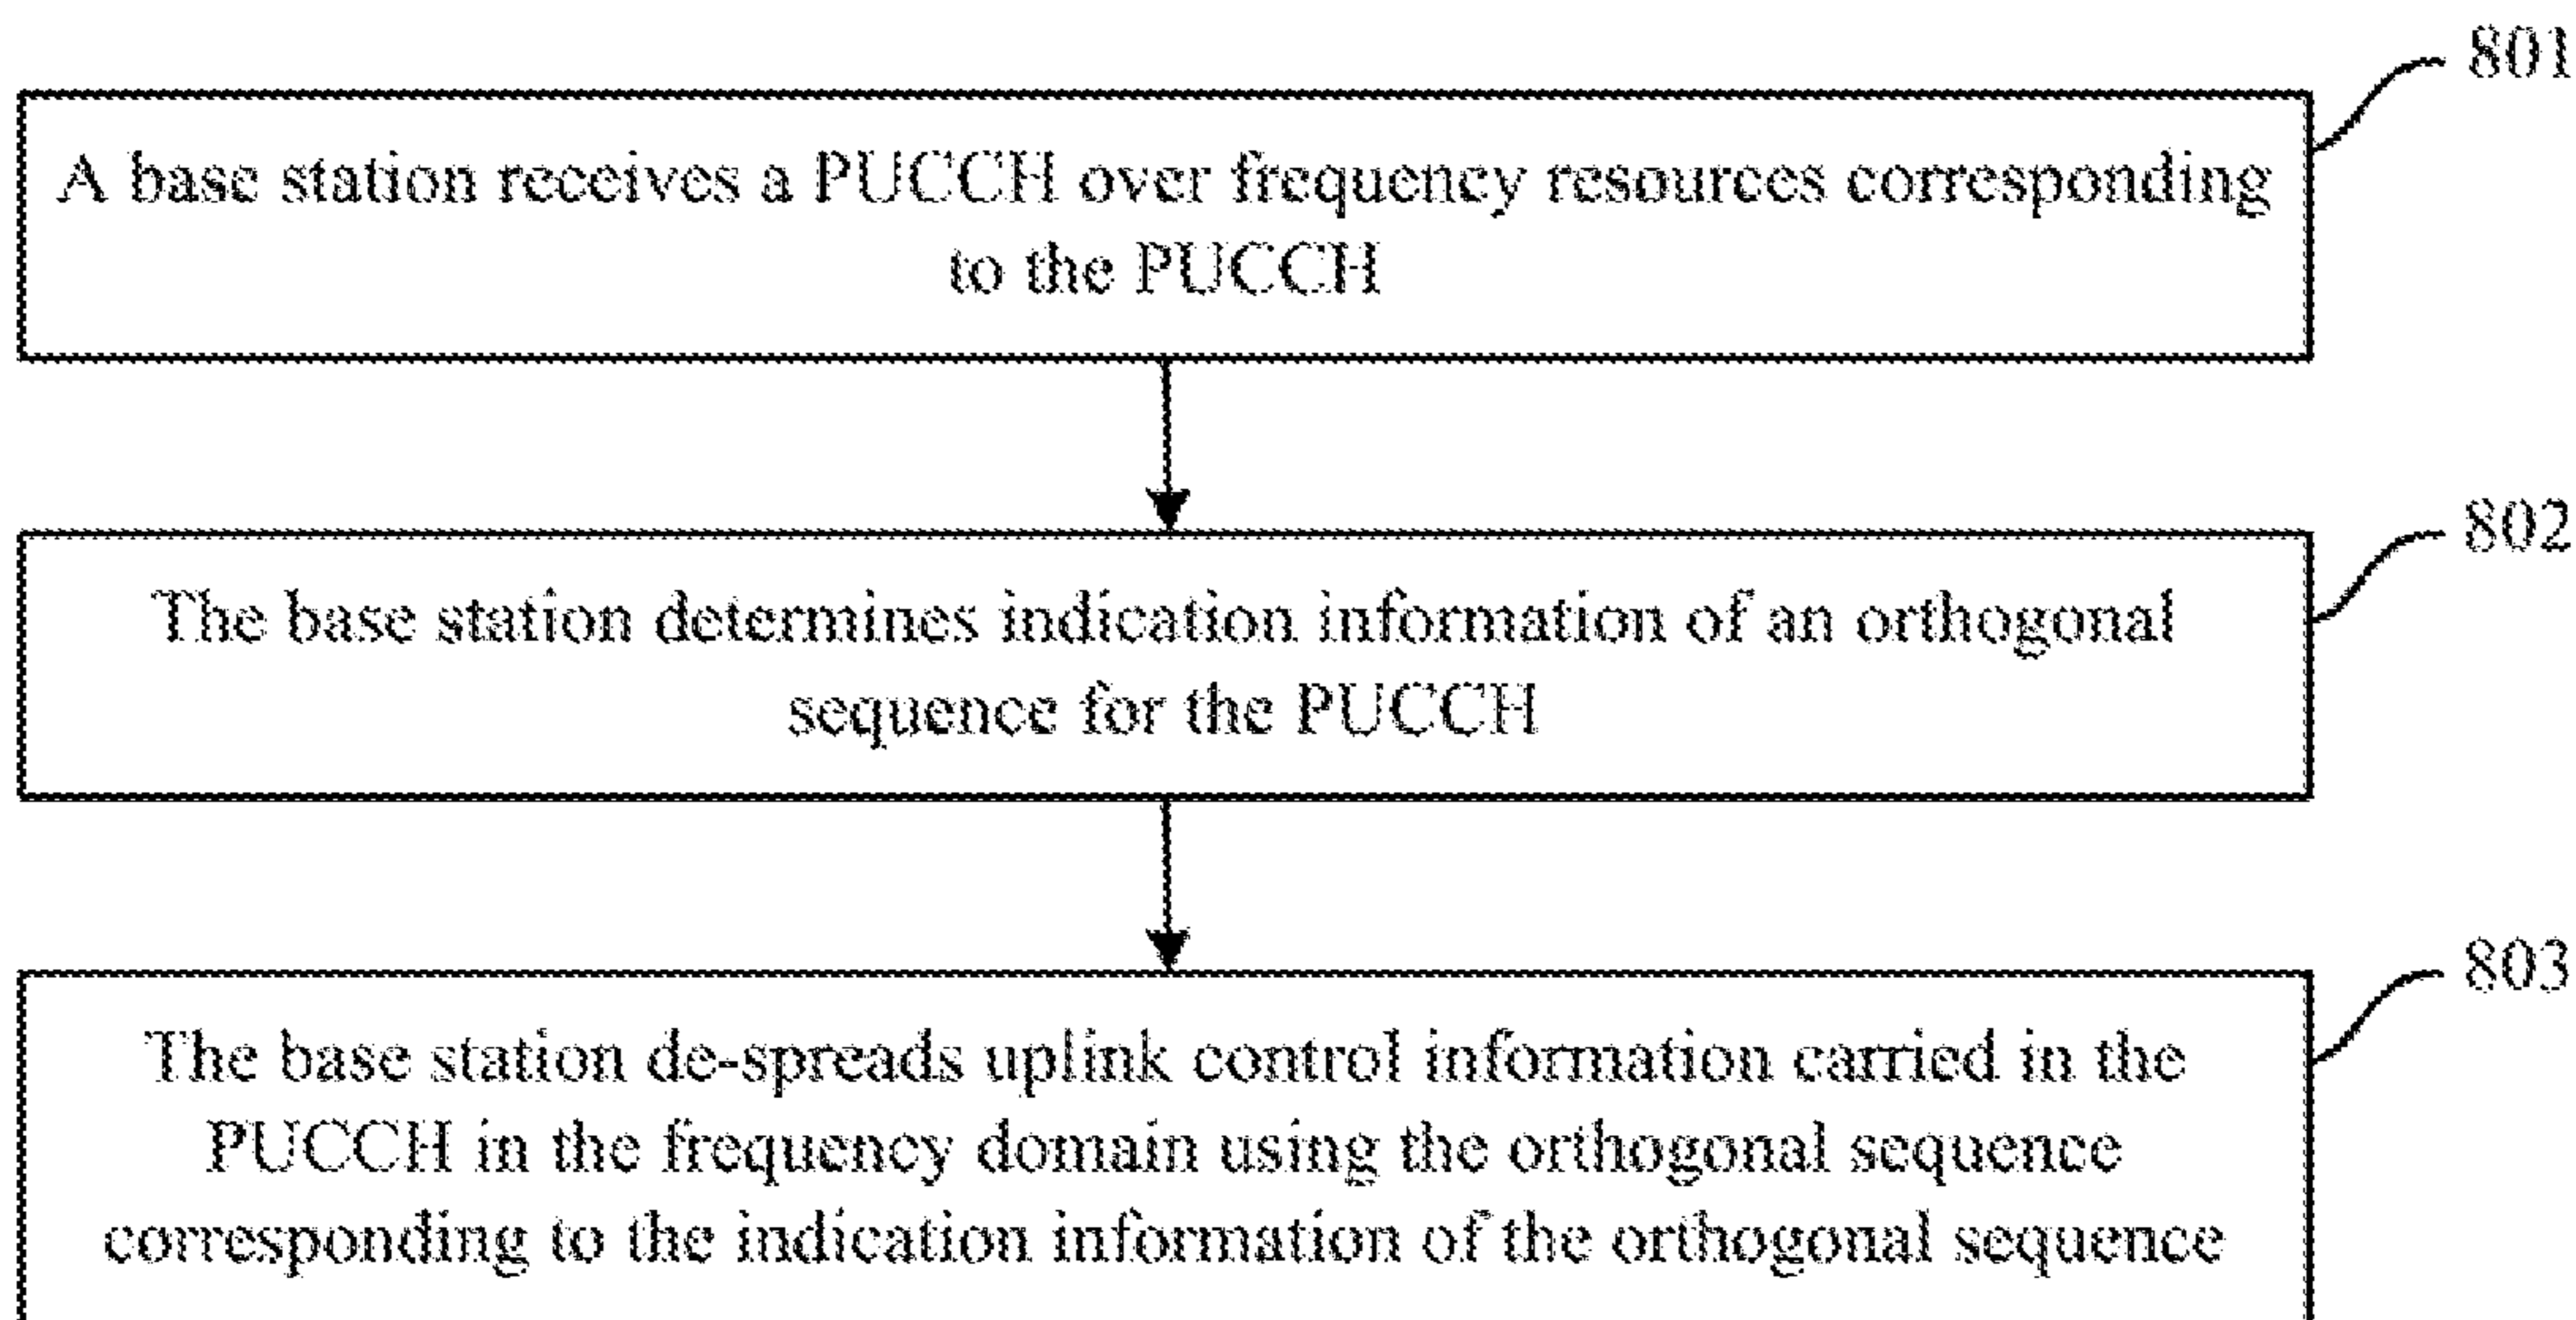 801
A base station receives a PUCCH over frequency resources corresponding
to the PUCCH
802
The base station determines indication information of an orthogonal
sequence for the PUCCH
803
The base station de-spreads uplink control information carried in the
PUCCH in the frequency domain using the orthogonal sequence
corresponding to the indication information of the orthogonal sequence